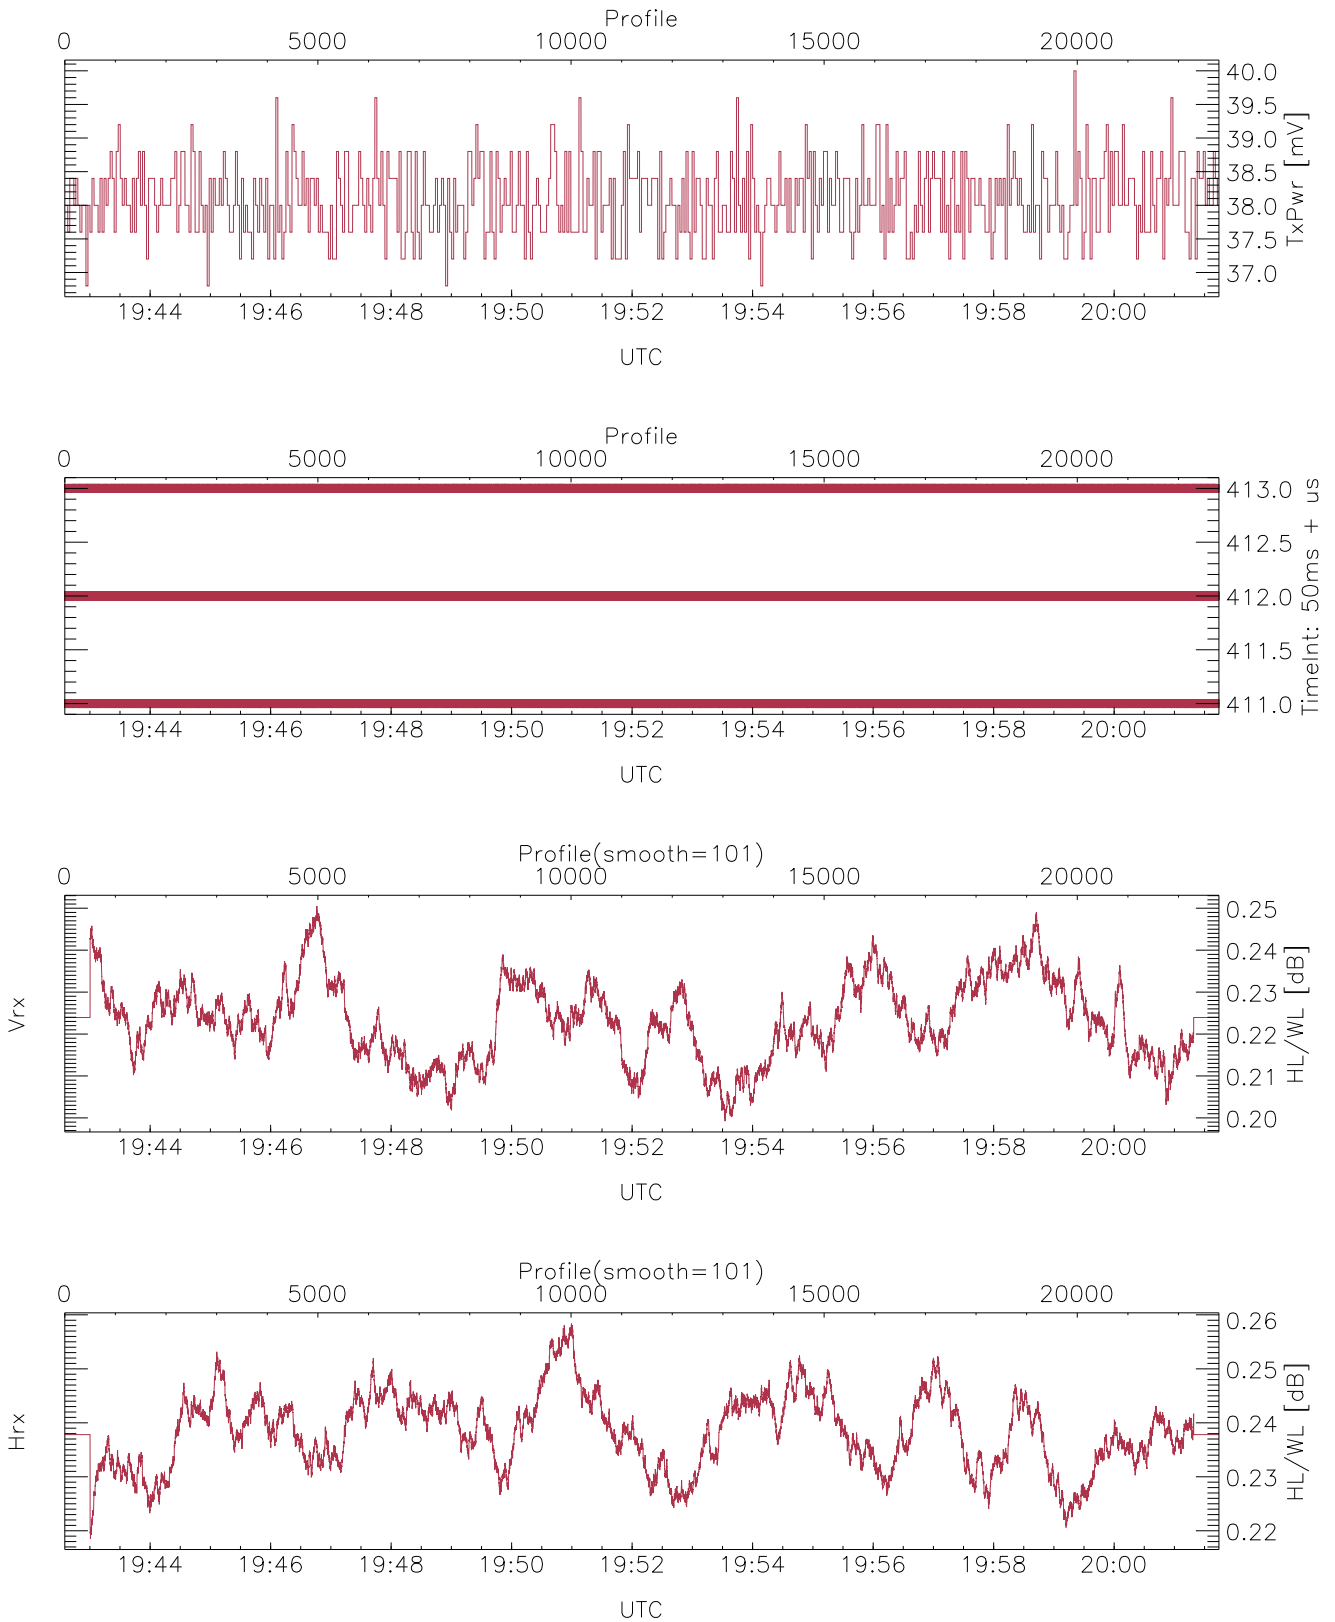 Profile
0 5000 10000 15000 20000
40.0
39.5
39.0
38.5
38.0
37.5
37.0
TxPwr [mV]
19:44 19:46 19:48 19:50 19:52 19:54 19:56 19:58 20:00
UTC
Profile
0 5000 10000 15000 20000
413.0
412.5
412.0
411.5
411.0
TimeInt: 50ms + us
19:44 19:46 19:48 19:50 19:52 19:54 19:56 19:58 20:00
UTC
Profile(smooth=101)
0 5000 10000 15000 20000
Vrx
0.25
0.24
0.23
0.22
0.21
0.20
HL/WL [dB]
19:44 19:46 19:48 19:50 19:52 19:54 19:56 19:58 20:00
UTC
Profile(smooth=101)
0 5000 10000 15000 20000
Hrx
0.26
0.25
0.24
0.23
0.22
HL/WL [dB]
19:44 19:46 19:48 19:50 19:52 19:54 19:56 19:58 20:00
UTC